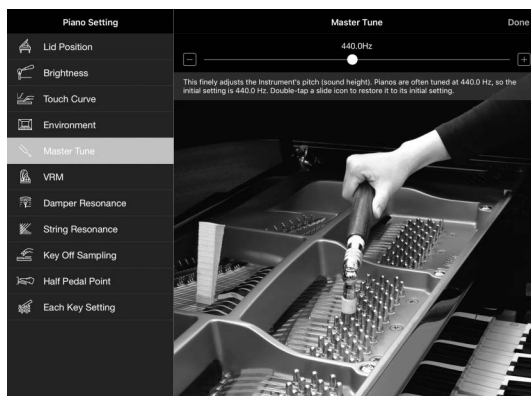 Piano Setting
Master Tune
Done
Lid Position
Brightness
Touch Curve
Environment
Master Tune
VRM
Damper Resonance
String Resonance
Key Off Sampling
Half Pedal Point
Each Key Setting
440.0Hz
This finely adjusts the Instrument's pitch (sound height). Pianos are often tuned at 440.0 Hz, so the
initial setting is 440.0 Hz. Double-tap a slide icon to restore it to its initial setting.